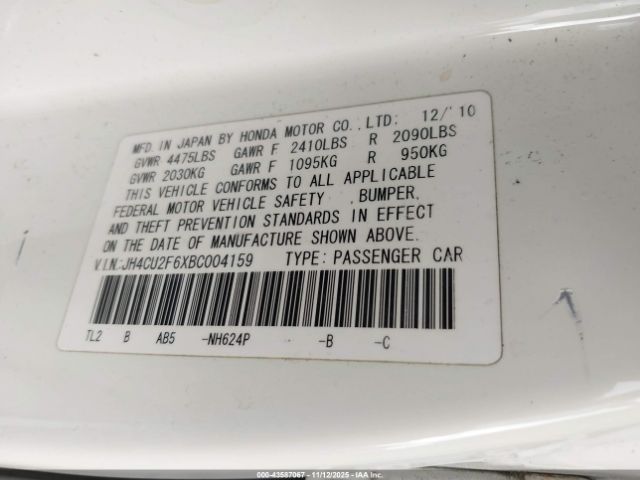 MFD. IN JAPAN BY HONDA MOTOR CO.,LTD: 12/'10
GVWR 4475LBS GAWR F 2410LBS R 2090LBS
GVWR 2030KG GAWR F 1095KG R 950KG
THIS VEHICLE CONFORMS TO ALL APPLICABLE
FEDERAL MOTOR VEHICLE SAFETY ,BUMPER,
AND THEFT PREVENTION STANDARDS IN EFFECT
ON THE DATE OF MANUFACTURE SHOWN ABOVE.
V.I.N:JH4CU2F6XBC004159 TYPE: PASSENGER CAR
TL2 B AB5 -NH624P -B -C
000-43587067 - 11/12/2025 - IAAI.COM